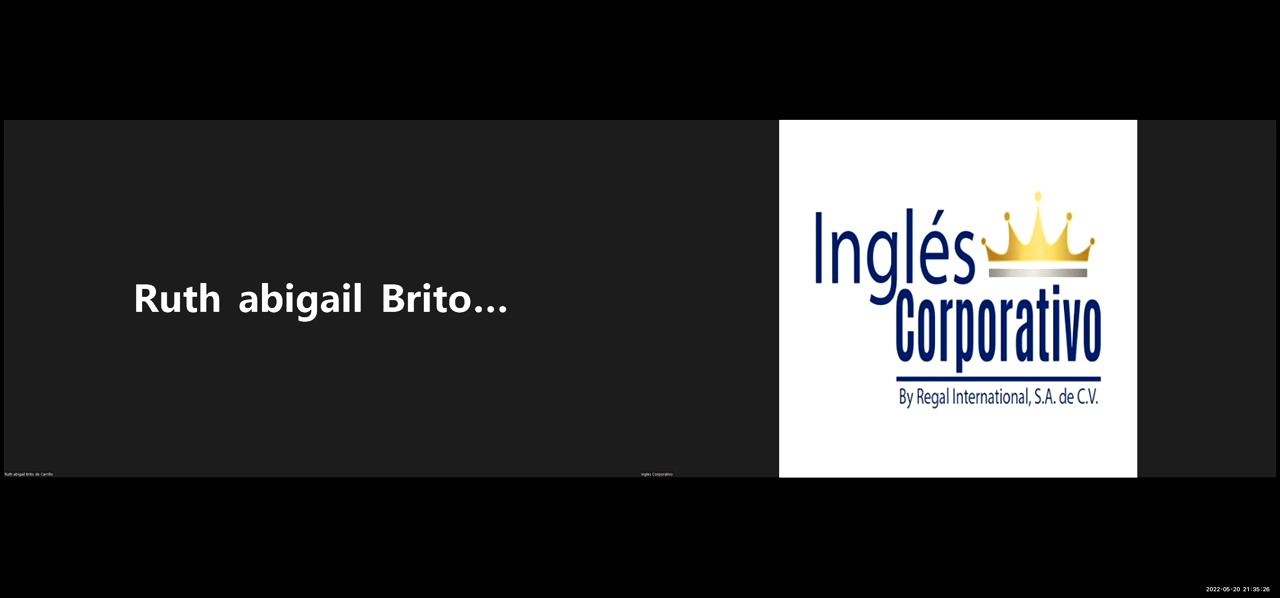 Ruth abigail Brito...
Inglés
Corporativo
By Regal International, S.A. de C.V.
Ruth abigail Brito de Carrillo
Inglés Corporativo
2022-05-20 21:35:26